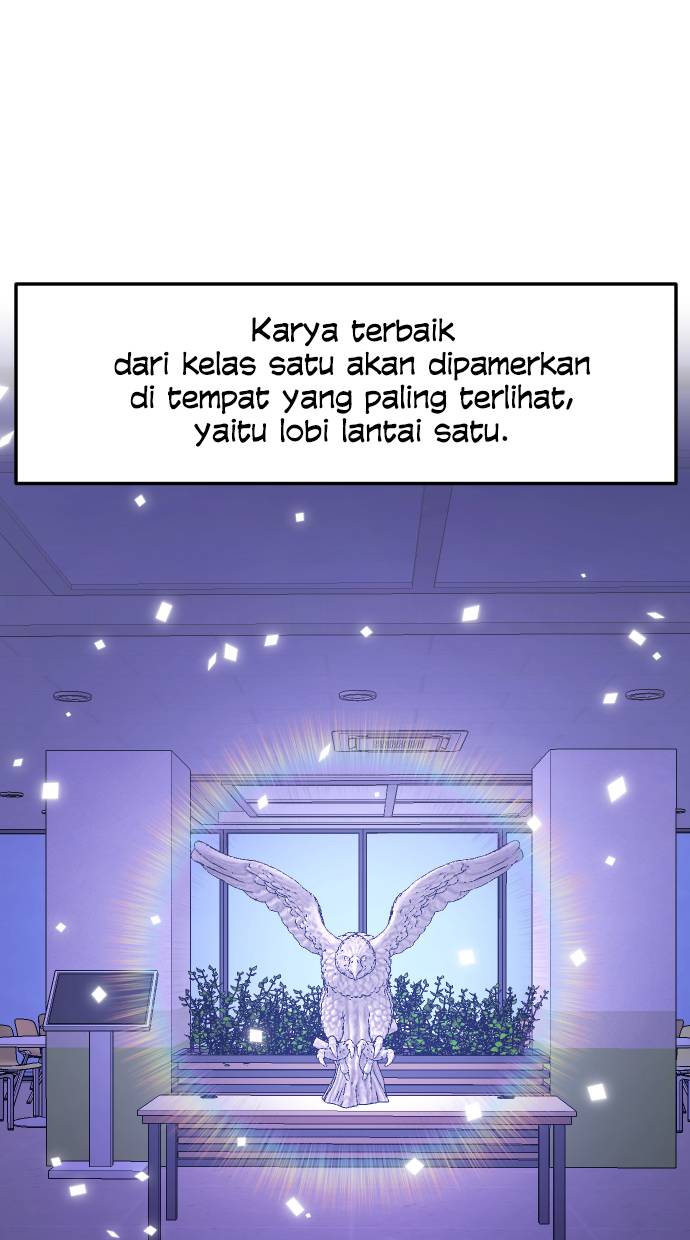 Karya terbaik
dari kelas satu akan dipamerkan
di tempat yang paling terlihat,
yaitu lobi lantai satu.